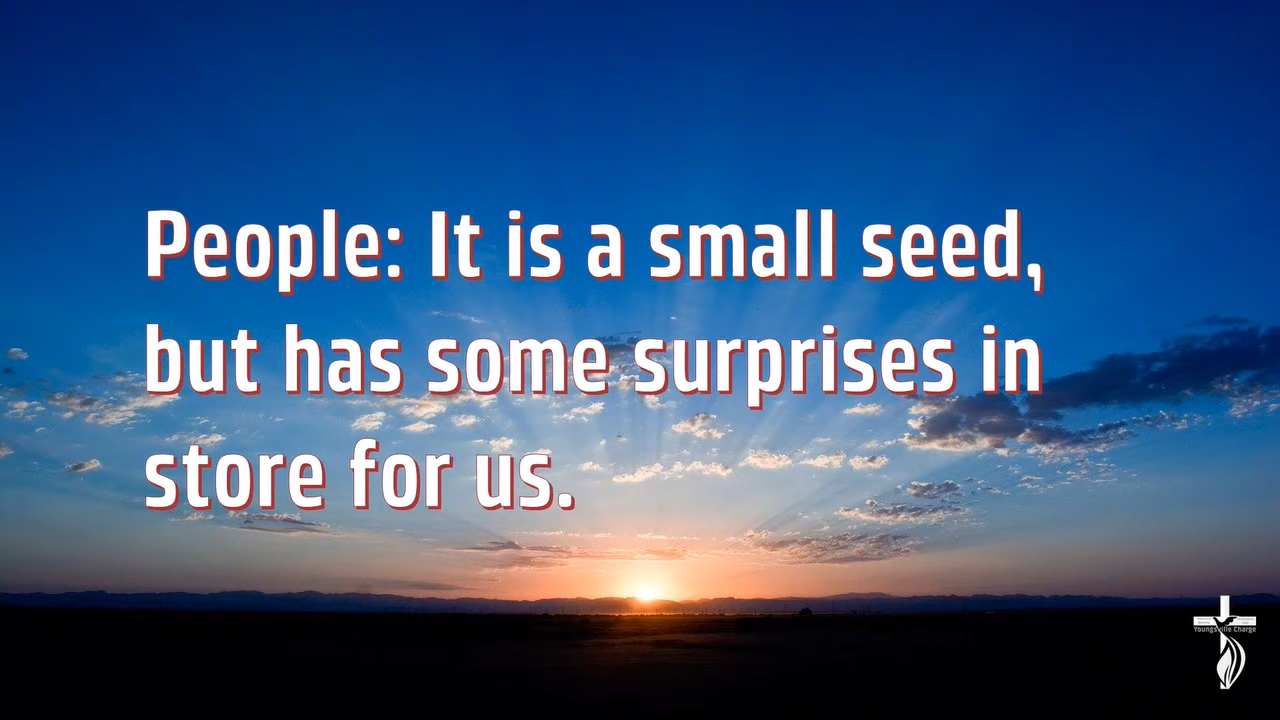 People: It is a small seed,
but has some surprises in
store for us.
Youngsville Charge